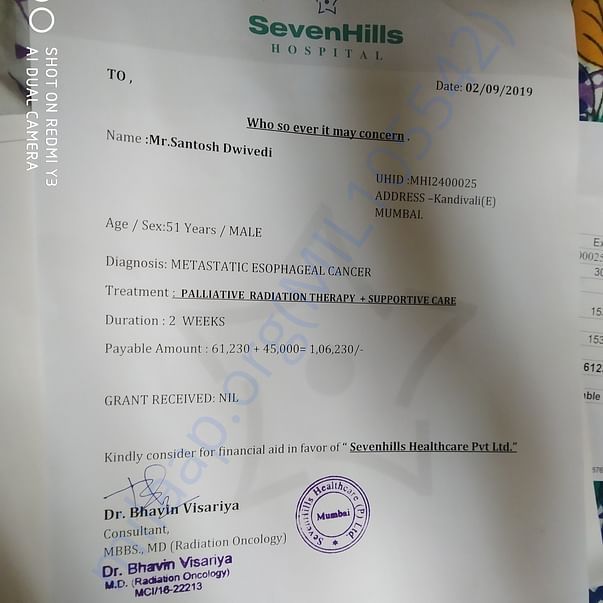 SevenHills
HOSPITAL
TO ,
Date: 02/09/2019
Who so ever it may concern .
Name :Mr.Santosh Dwivedi
UHID :MHI2400025
ADDRESS –Kandivali(E)
MUMBAI.
Age / Sex:51 Years / MALE
Diagnosis: METASTATIC ESOPHAGEAL CANCER
Treatment : PALLIATIVE RADIATION THERAPY + SUPPORTIVE CARE
Duration : 2 WEEKS
Payable Amount : 61,230 + 45,000= 1,06,230/-
GRANT RECEIVED: NIL
Kindly consider for financial aid in favor of “ Sevenhills Healthcare Pvt Ltd.”
Dr. Bhavin Visariya
Consultant,
MBBS., MD (Radiation Oncology)
Dr. Bhavin Visariya
M.D. (Radiation Oncology)
MCI/16-22213
Sevenhills Healthcare (P) Ltd.
Mumbai
SHOT ON REDMI Y3
AI DUAL CAMERA
milaap.org(MIL105542)